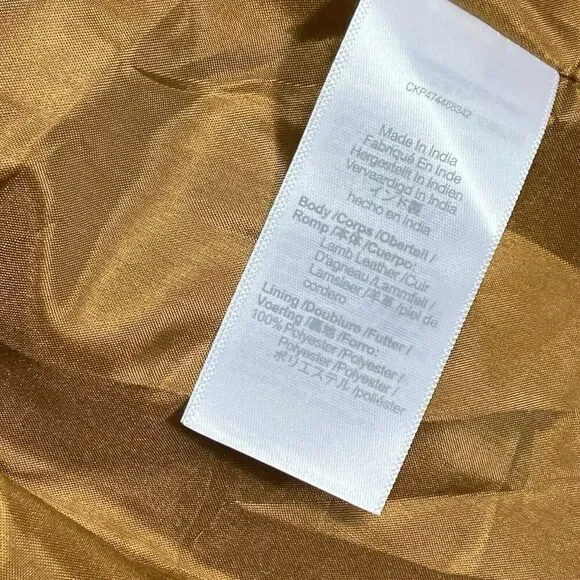 CKP474468342
Made In India
Fabriqué En Inde
Hergestellt In Indien
Vervaardigd In India
インド製
hecho en india
Body /Corps /Oberteil /
Romp /本体 /Cuerpo:
Lamb Leather/Cuir
D'agneau /Lammfell /
Lamsleer /羊革 /piel de
cordero
Lining /Doublure /Futter /
Voering /裏地 /Forro:
100% Polyester /Polyester /
Polyester /Polyester /
ポリエステル/poliéster